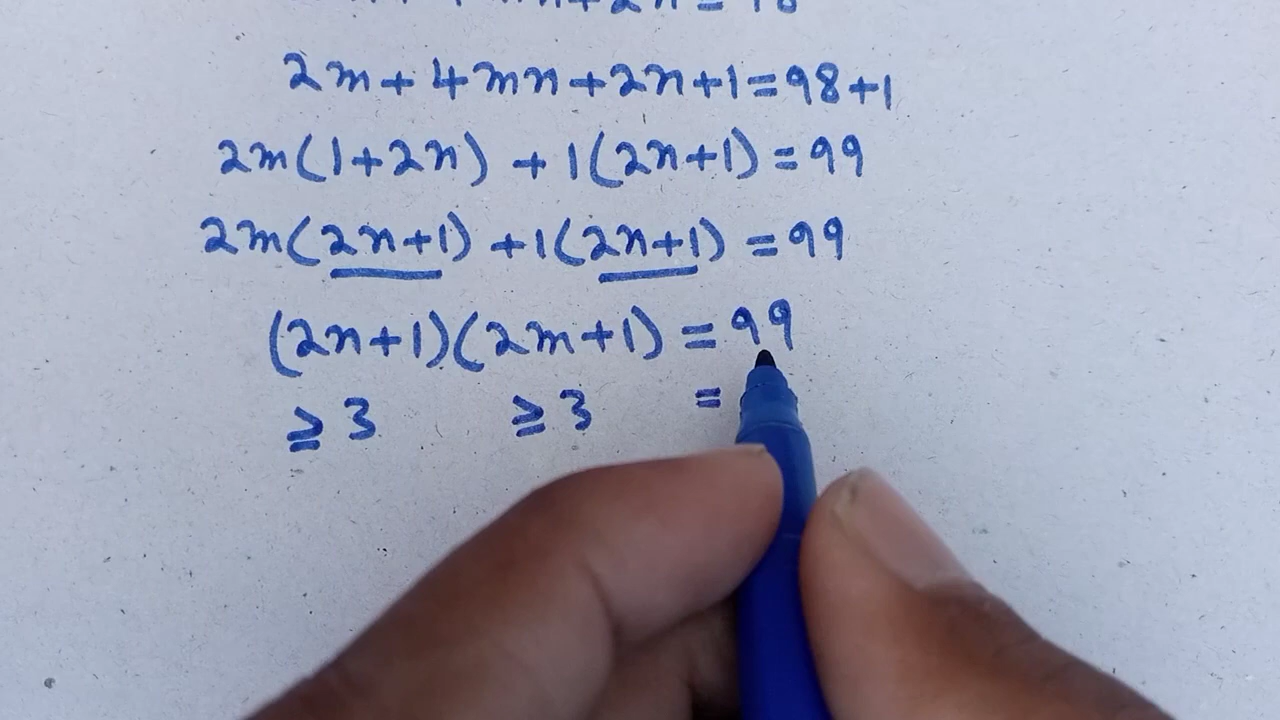 2m+4mn+2n+1=98+1
2m(1+2n) +1(2n+1)=99
2m(2n+1) +1(2n+1) =99
(2n+1)(2m+1) =99
≥3 ≥3 =